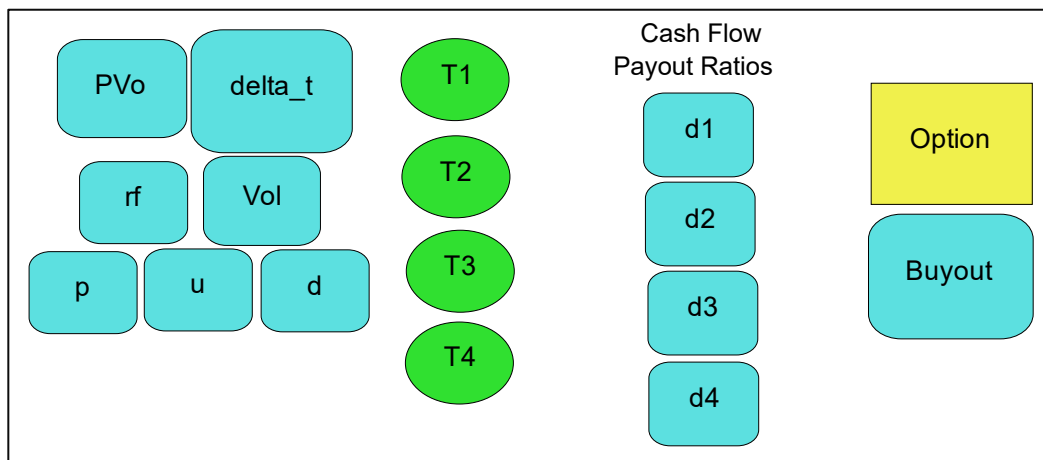 PVo
delta_t
rf
Vol
p
u
d
T1
T2
T3
T4
Cash Flow
Payout Ratios
d1
d2
d3
d4
Option
Buyout